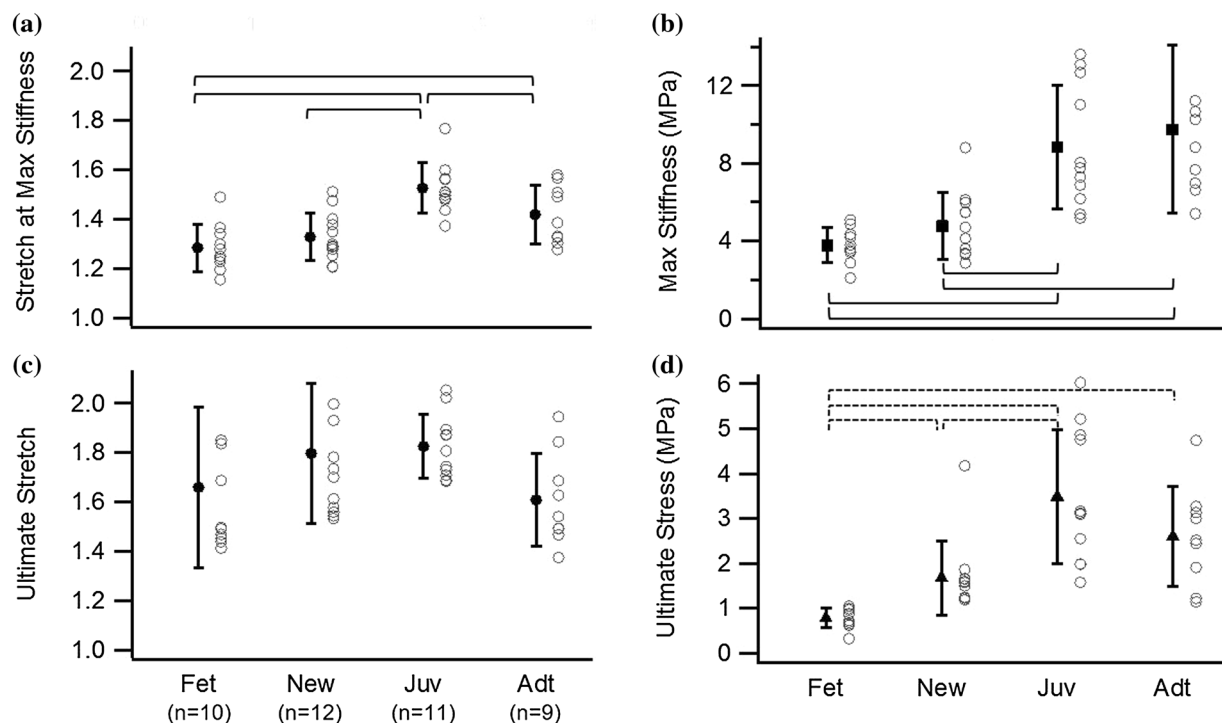 (a)
Stretch at Max Stiffness
2.0
1.8
1.6
1.4
1.2
1.0
(b)
Max Stiffness (MPa)
12
8
4
0
(c)
Ultimate Stretch
2.0
1.8
1.6
1.4
1.2
1.0
Fet New Juv Adt
(n=10) (n=12) (n=11) (n=9)
(d)
Ultimate Stress (MPa)
6
5
4
3
2
1
0
Fet New Juv Adt